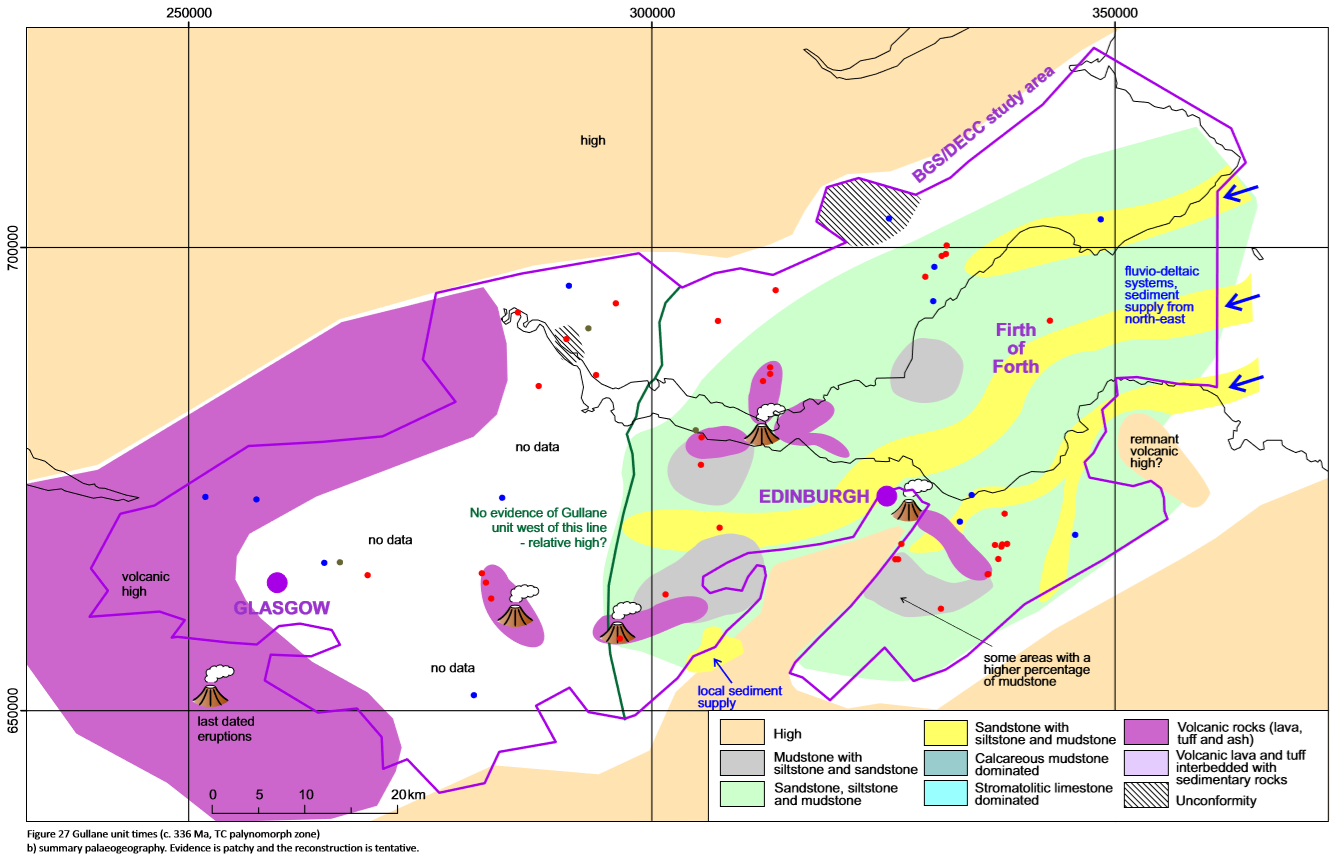 250000
300000
350000
700000
650000
high
BGS/DECC study area
fluvio-deltaic
systems,
sediment
supply from
north-east
Firth
of
Forth
remnant
volcanic
high?
no data
EDINBURGH
No evidence of Gullane
unit west of this line
- relative high?
no data
volcanic
high
GLASGOW
no data
some areas with a
higher percentage
of mudstone
local sediment
supply
last dated
eruptions
0 5 10 20km
High
Mudstone with
siltstone and sandstone
Sandstone, siltstone
and mudstone
Sandstone with
siltstone and mudstone
Calcareous mudstone
dominated
Stromatolitic limestone
dominated
Volcanic rocks (lava,
tuff and ash)
Volcanic lava and tuff
interbedded with
sedimentary rocks
Unconformity
Figure 27 Gullane unit times (c. 336 Ma, TC palynomorph zone)
b) summary palaeogeography. Evidence is patchy and the reconstruction is tentative.